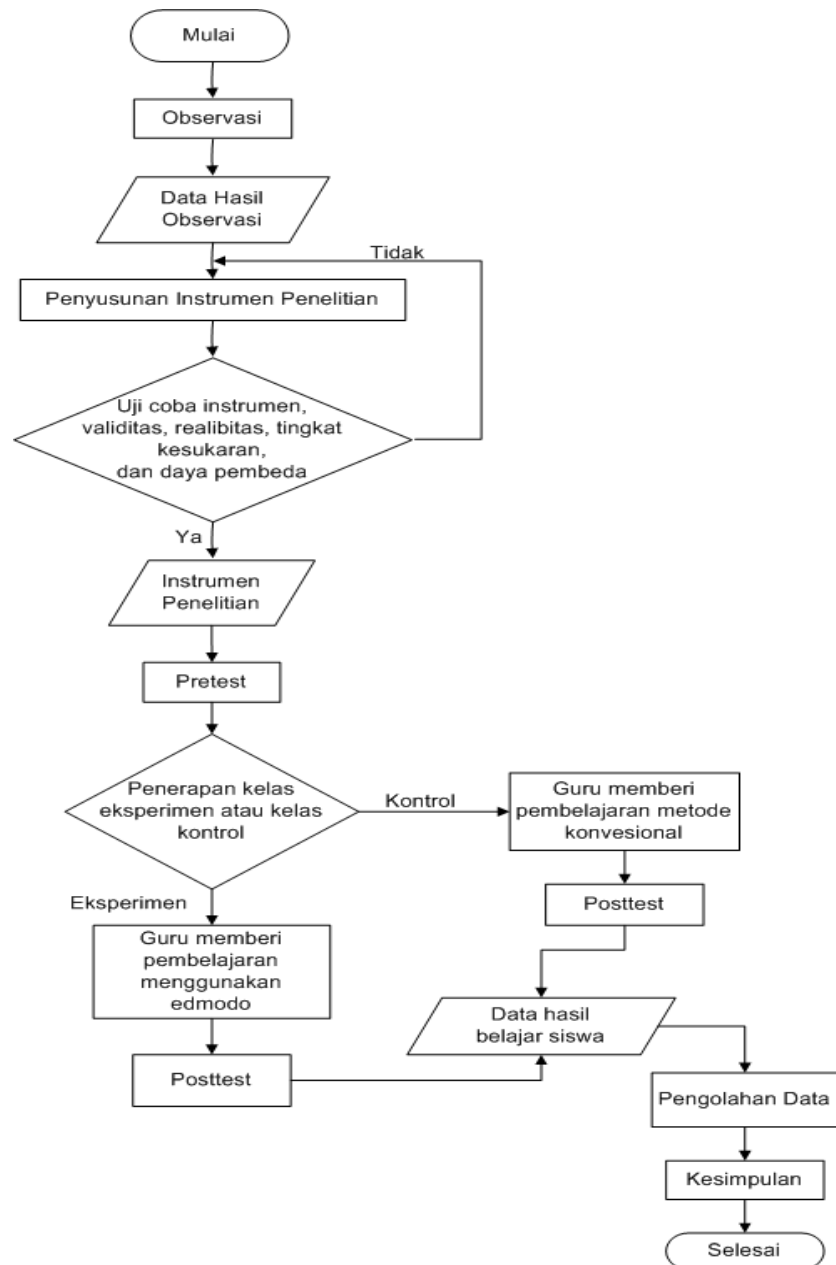 Mulai
Observasi
Data Hasil
Observasi
Tidak
Penyusunan Instrumen Penelitian
Uji coba instrumen,
validitas, realibitas, tingkat
kesukaran,
dan daya pembeda
Ya
Instrumen
Penelitian
Pretest
Penerapan kelas
eksperimen atau kelas
kontrol
Kontrol
Guru memberi
pembelajaran metode
konvesional
Posttest
Eksperimen
Guru memberi
pembelajaran
menggunakan
edmodo
Posttest
Data hasil
belajar siswa
Pengolahan Data
Kesimpulan
Selesai